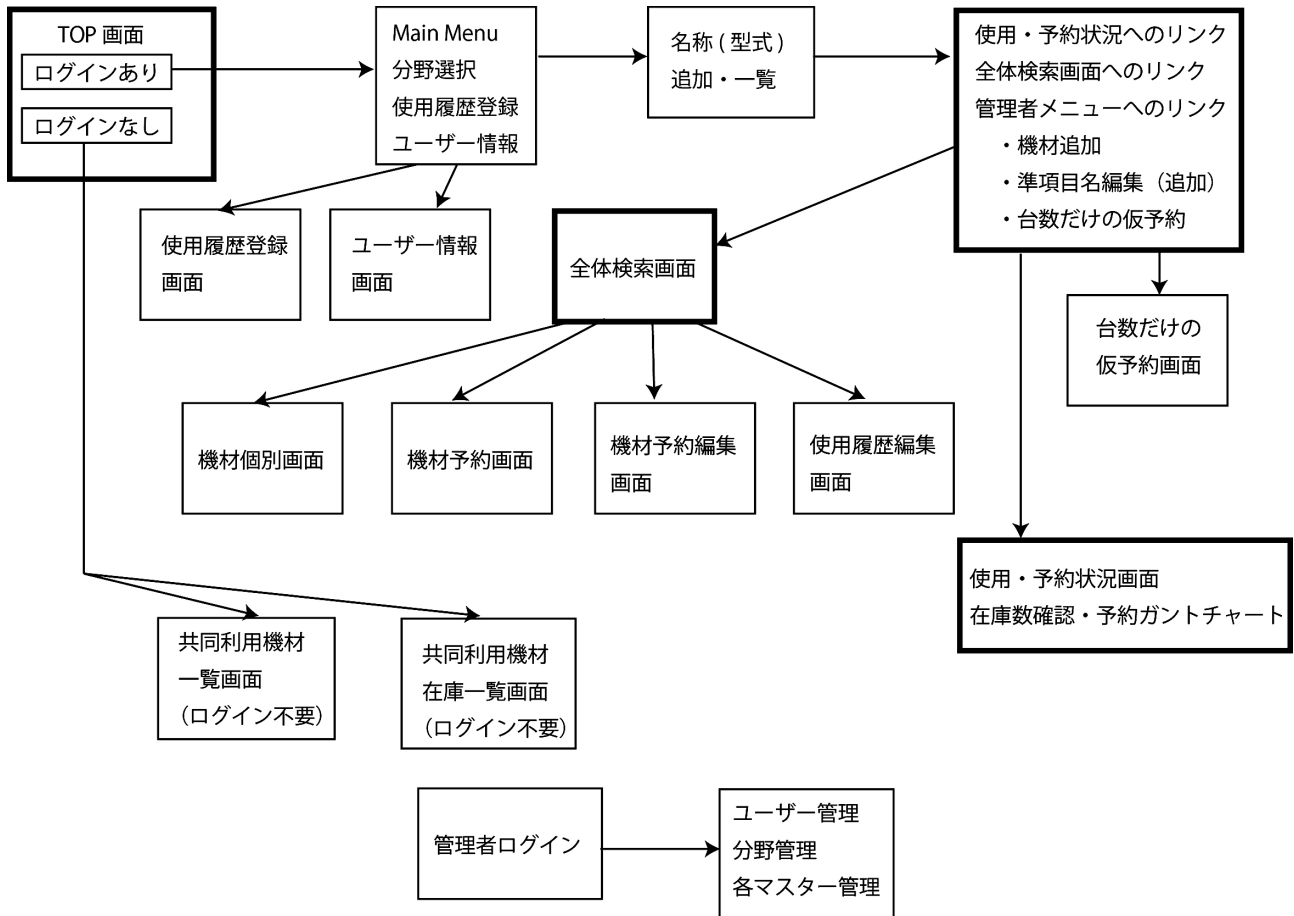 TOP 画面
ログインあり
ログインなし
Main Menu
分野選択
使用履歴登録
ユーザー情報
名称 ( 型式 )
追加・一覧
使用・予約状況へのリンク
全体検索画面へのリンク
管理者メニューへのリンク
・機材追加
・準項目名編集（追加）
・台数だけの仮予約
使用履歴登録
画面
ユーザー情報
画面
全体検索画面
台数だけの
仮予約画面
機材個別画面
機材予約画面
機材予約編集
画面
使用履歴編集
画面
使用・予約状況画面
在庫数確認・予約ガントチャート
共同利用機材
一覧画面
（ログイン不要）
共同利用機材
在庫一覧画面
（ログイン不要）
管理者ログイン
ユーザー管理
分野管理
各マスター管理